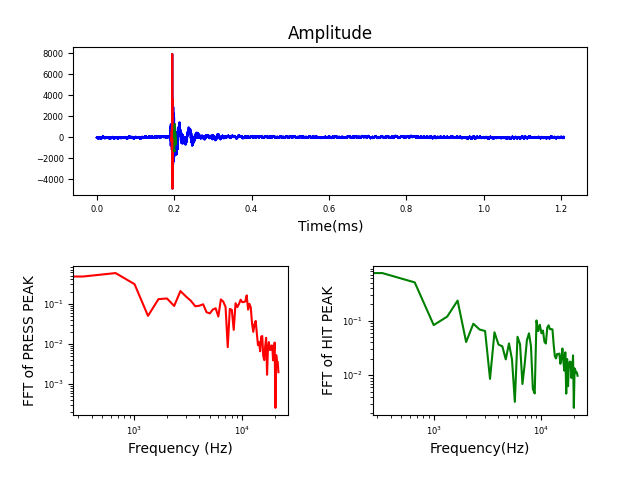 Amplitude
8000
6000
4000
2000
0
−2000
−4000
0.0 0.2 0.4 0.6 0.8 1.0 1.2
Time(ms)
FFT of PRESS PEAK
10⁻¹
10⁻²
10⁻³
10³ 10⁴
Frequency (Hz)
FFT of HIT PEAK
10⁻¹
10⁻²
10³ 10⁴
Frequency(Hz)